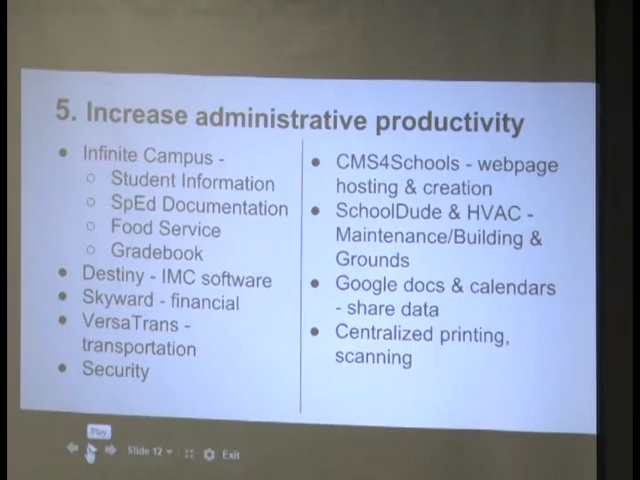 5. Increase administrative productivity
● Infinite Campus -
○ Student Information
○ SpEd Documentation
○ Food Service
○ Gradebook
● Destiny - IMC software
● Skyward - financial
● VersaTrans -
transportation
● Security
● CMS4Schools - webpage
hosting & creation
● SchoolDude & HVAC -
Maintenance/Building &
Grounds
● Google docs & calendars
- share data
● Centralized printing,
scanning
Play
Slide 12
Exit